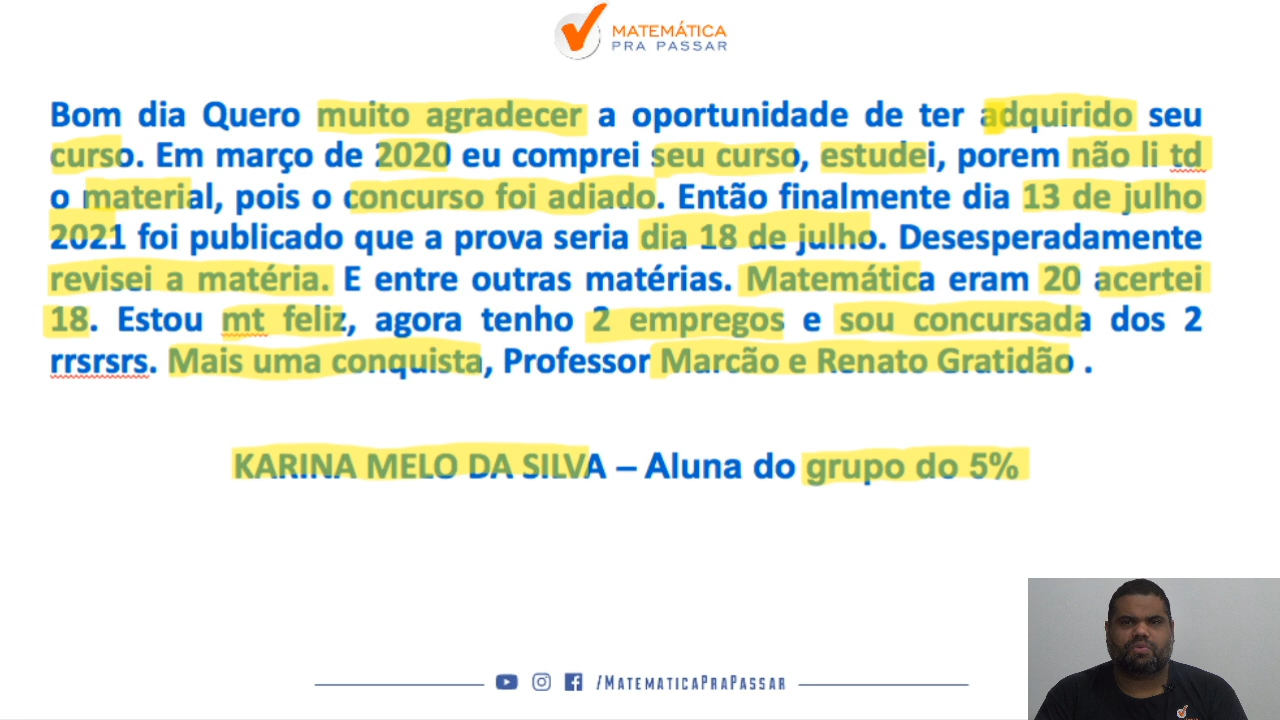 MATEMÁTICA
PRA PASSAR
Bom dia Quero muito agradecer a oportunidade de ter adquirido seu
curso. Em março de 2020 eu comprei seu curso, estudei, porem não li td
o material, pois o concurso foi adiado. Então finalmente dia 13 de julho
2021 foi publicado que a prova seria dia 18 de julho. Desesperadamente
revisei a matéria. E entre outras matérias. Matemática eram 20 acertei
18. Estou mt feliz, agora tenho 2 empregos e sou concursada dos 2
rrsrsrs. Mais uma conquista, Professor Marcão e Renato Gratidão .
KARINA MELO DA SILVA – Aluna do grupo do 5%
/MATEMATICAPRAPASSAR